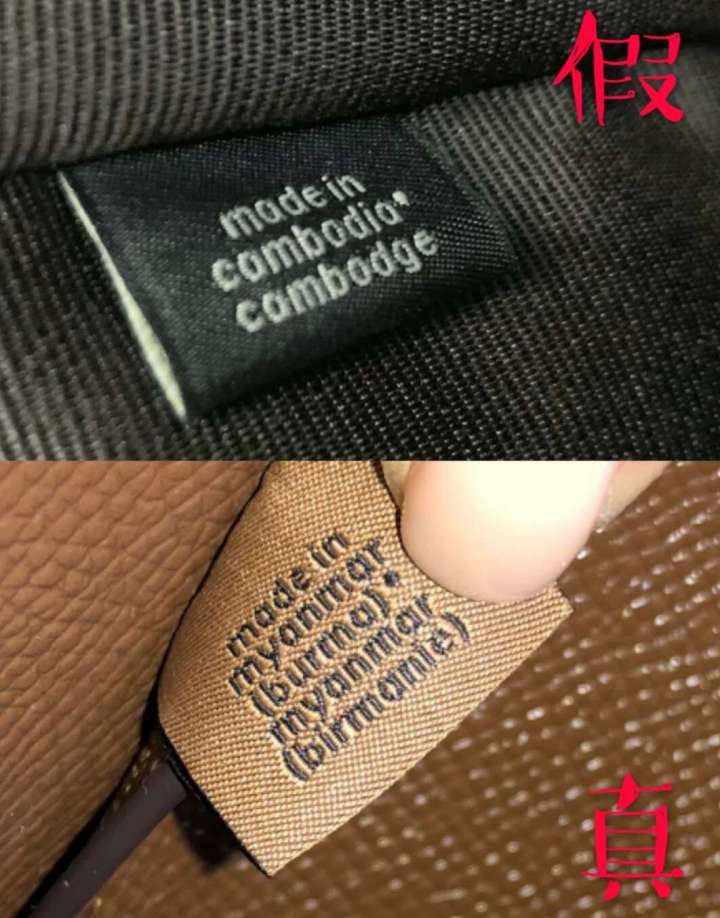 假
made in
cambodia•
cambodge
made in
myanmar
(burma)•
myanmar
(birmanie)
真